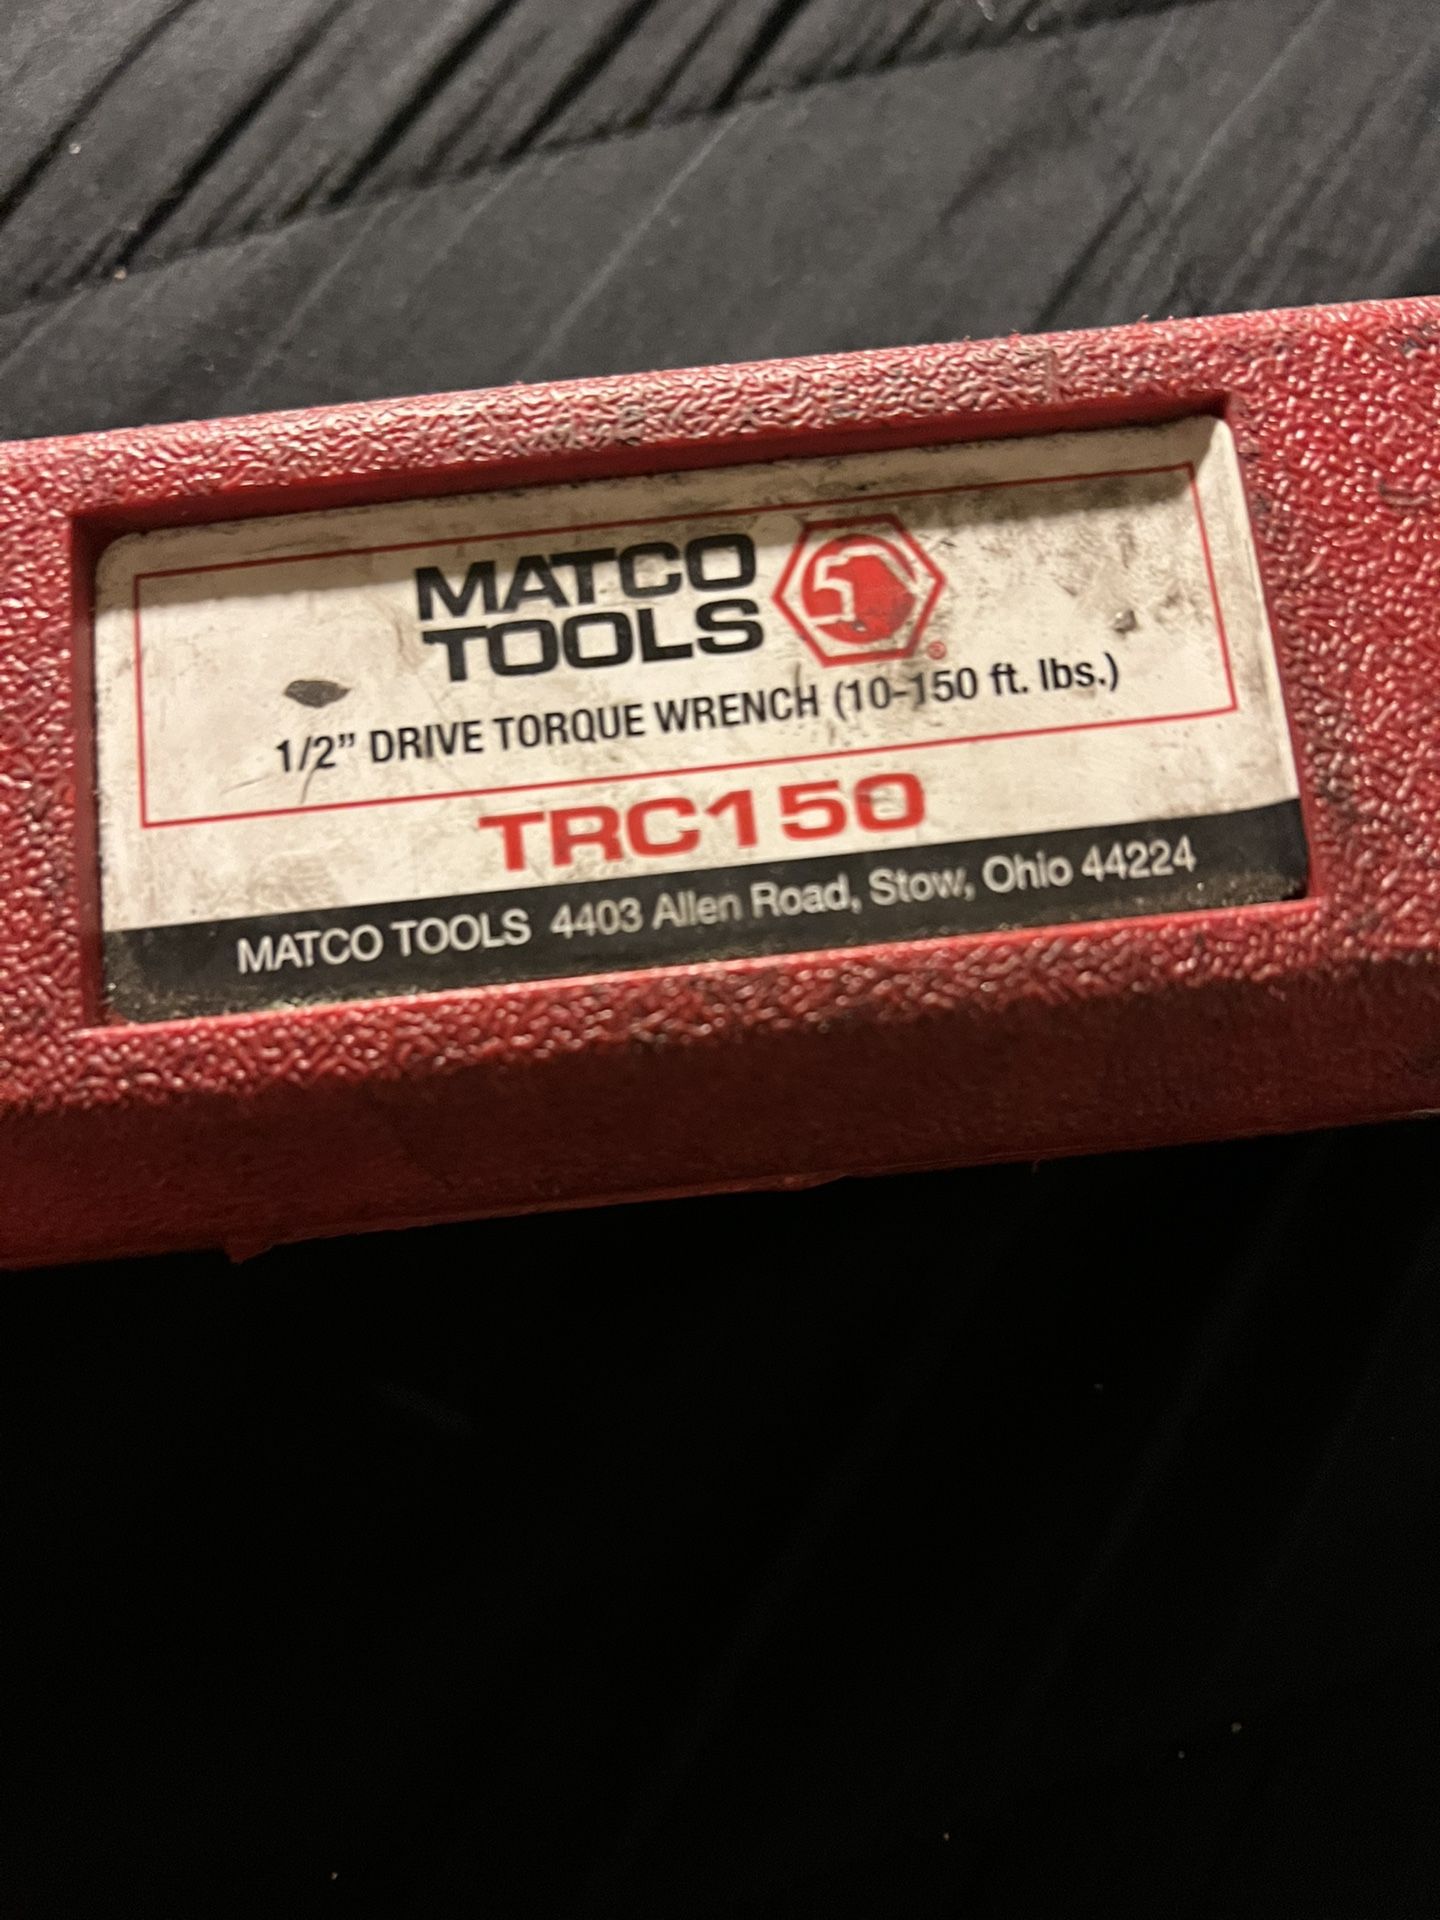 MATCO
TOOLS
®
1/2” DRIVE TORQUE WRENCH (10-150 ft. lbs.)
TRC150
MATCO TOOLS 4403 Allen Road, Stow, Ohio 44224